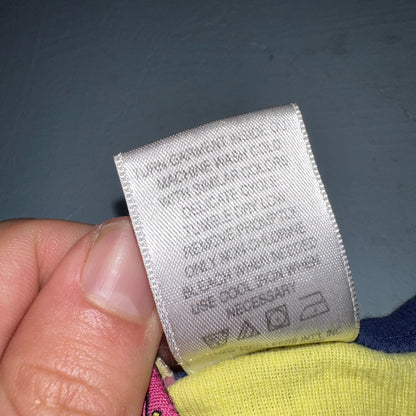 TURN GARMENT INSIDE OUT
MACHINE WASH COLD
WITH SIMILAR COLORS
DELICATE CYCLE
TUMBLE DRY LOW
REMOVE PROMPTLY
ONLY NON-CHLORINE
BLEACH WHEN NEEDED
USE COOL IRON WHEN
NECESSARY